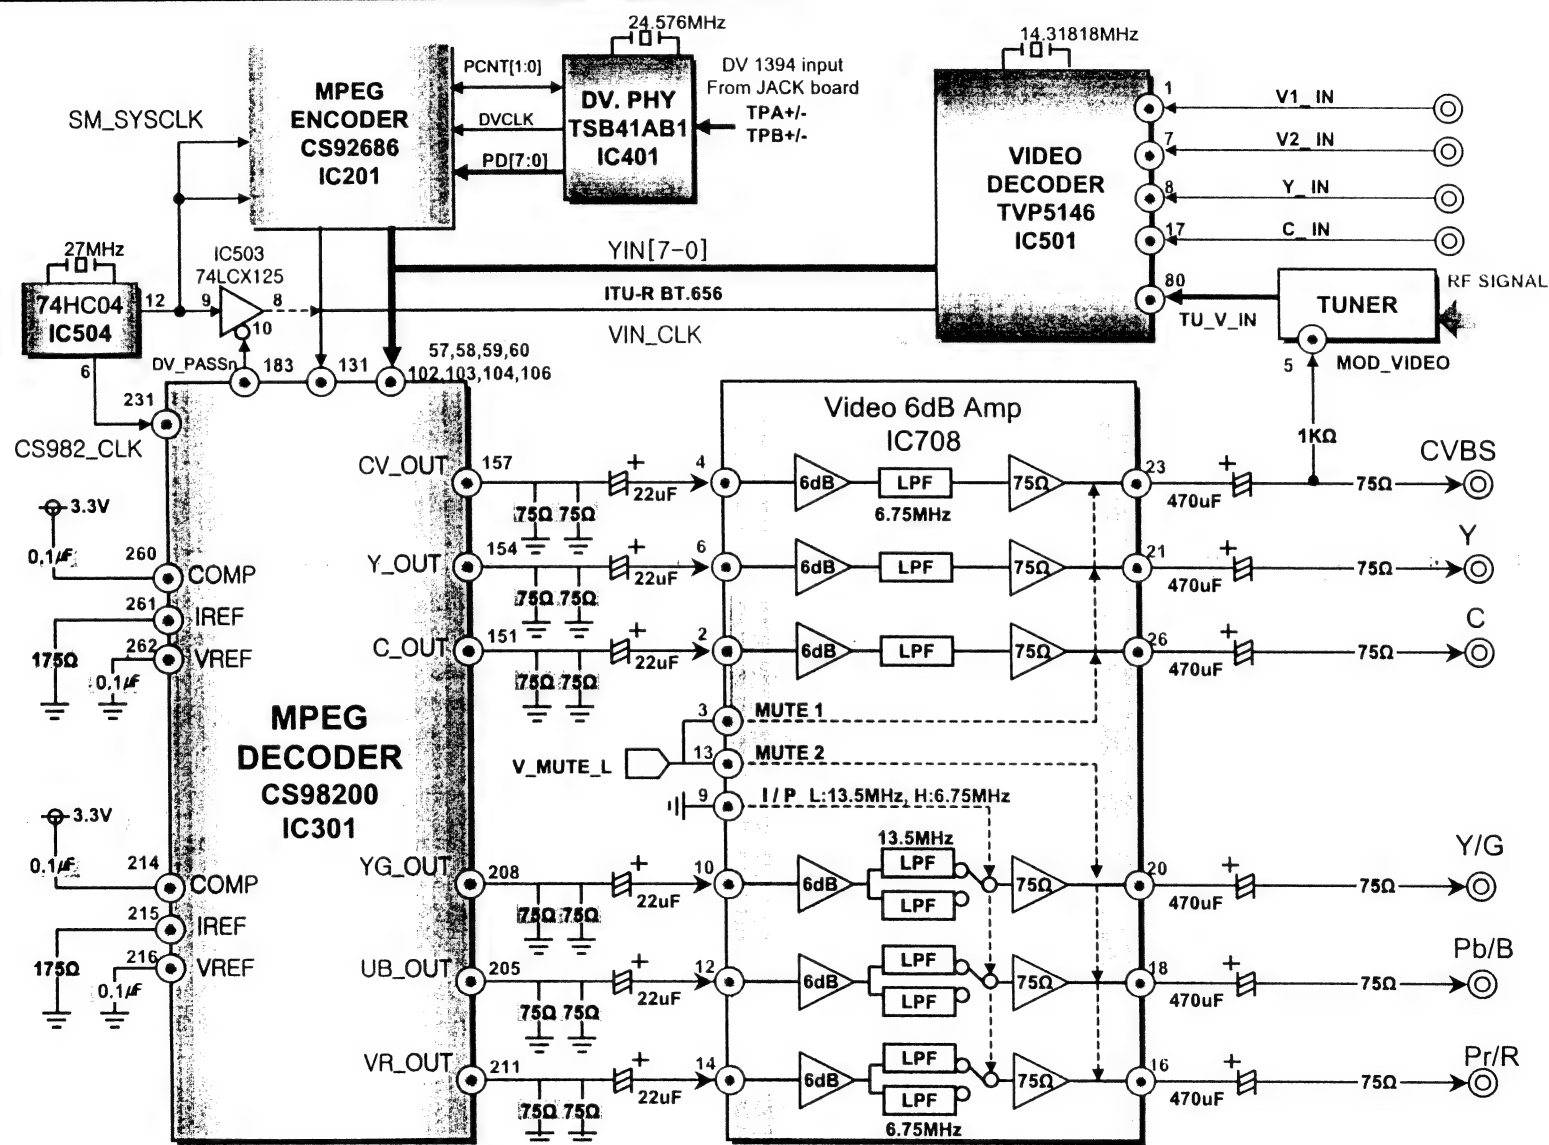 24.576MHz
14.31818MHz
PCNT[1:0]
DV 1394 input
From JACK board
TPA+/-
TPB+/-
MPEG
ENCODER
CS92686
IC201
DV. PHY
TSB41AB1
IC401
DVCLK
PD[7:0]
SM_SYSCLK
VIDEO
DECODER
TVP5146
IC501
1
V1_IN
7
V2_IN
8
Y_IN
17
C_IN
80
TU_V_IN
TUNER
RF SIGNAL
5
MOD_VIDEO
1KΩ
27MHz
74HC04
IC504
12
6
IC503
74LCX125
9
8
10
YIN[7-0]
ITU-R BT.656
VIN_CLK
DV_PASSn
183
131
57,58,59,60
102,103,104,106
231
CS982_CLK
Video 6dB Amp
IC708
CV_OUT
157
75Ω 75Ω
+
22uF
4
6dB
LPF
6.75MHz
75Ω
23
+
470uF
75Ω
CVBS
3.3V
0,1㎌
260
COMP
261
IREF
175Ω
262
VREF
0,1㎌
Y_OUT
154
75Ω 75Ω
+
22uF
6
6dB
LPF
75Ω
21
+
470uF
75Ω
Y
C_OUT
151
75Ω 75Ω
+
22uF
2
6dB
LPF
75Ω
26
+
470uF
75Ω
C
MPEG
DECODER
CS98200
IC301
3
MUTE 1
V_MUTE_L
13
MUTE 2
9
I / P L:13.5MHz, H:6.75MHz
3.3V
0,1㎌
214
COMP
215
IREF
175Ω
216
VREF
0,1㎌
YG_OUT
208
75Ω 75Ω
+
22uF
10
6dB
13.5MHz
LPF
LPF
75Ω
20
+
470uF
75Ω
Y/G
UB_OUT
205
75Ω 75Ω
+
22uF
12
6dB
LPF
LPF
75Ω
18
+
470uF
75Ω
Pb/B
VR_OUT
211
75Ω 75Ω
+
22uF
14
6dB
LPF
LPF
6.75MHz
75Ω
16
+
470uF
75Ω
Pr/R